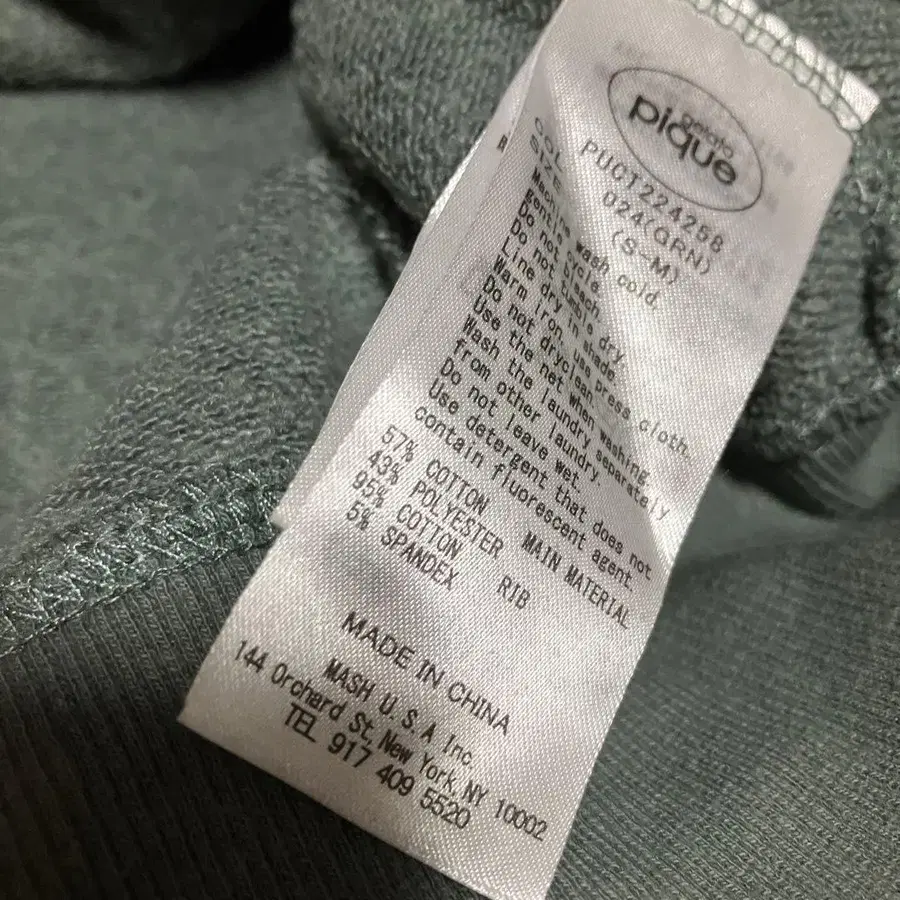 gelato
pique
PUCT224258
COL 024(GRN)
SIZE (S-M)
Machine wash cold,
gentle cycle.
Do not bleach.
Do not tumble dry.
Line dry in shade.
Warm iron use press cloth.
Do not dryclean.
Use the net when washing.
Wash the laundry separately
from other laundry.
Do not leave wet.
Use detergent that does not
contain fluorescent agent.
57% COTTON
43% POLYESTER MAIN MATERIAL
95% COTTON
5% SPANDEX RIB
MADE IN CHINA
MASH U.S.A Inc.
144 Orchard St, New York, NY 10002
TEL 917 409 5520